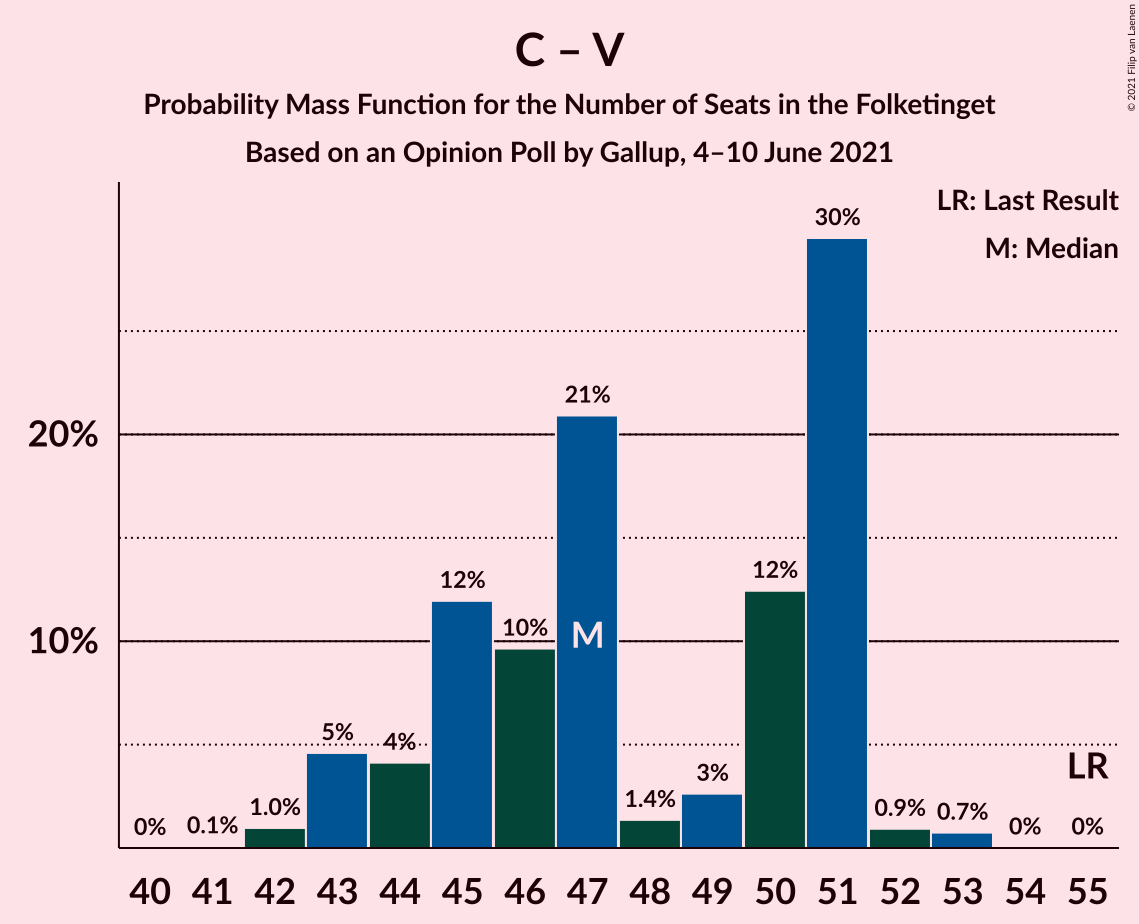 C – V
Probability Mass Function for the Number of Seats in the Folketinget
Based on an Opinion Poll by Gallup, 4–10 June 2021
© 2021 Filip van Laenen
LR: Last Result
M: Median
30%
21%
20%
12%
12%
10%
10%
M
5%
4%
3%
LR
1.4%
1.0%
0.9%
0.7%
0%
0.1%
0%
0%
40 41 42 43 44 45 46 47 48 49 50 51 52 53 54 55